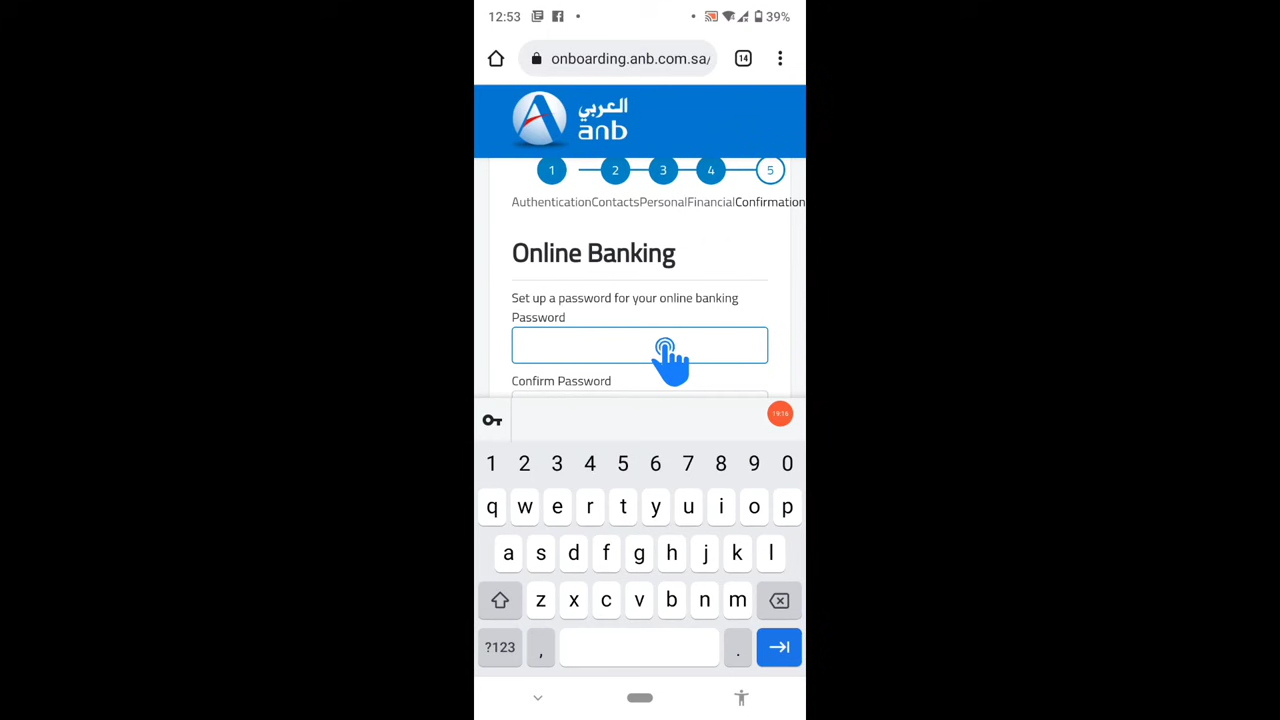 12:53
39%
onboarding.anb.com.sa/
14
العربي
anb
1 2 3 4 5
Authentication Contacts Personal Financial Confirmation
Online Banking
Set up a password for your online banking
Password
Confirm Password
19:16
1 2 3 4 5 6 7 8 9 0
q w e r t y u i o p
a s d f g h j k l
z x c v b n m
?123 , .